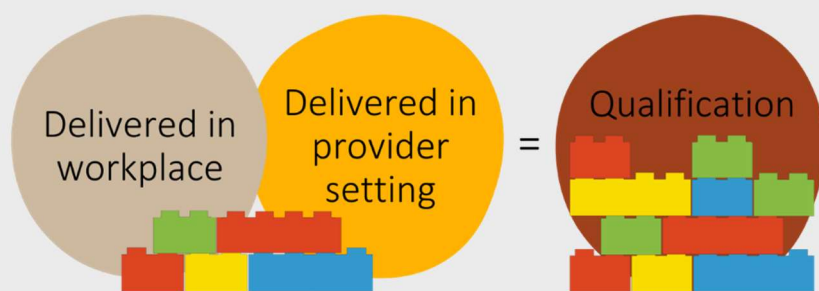 Delivered in
workplace
Delivered in
provider
setting
=
Qualification